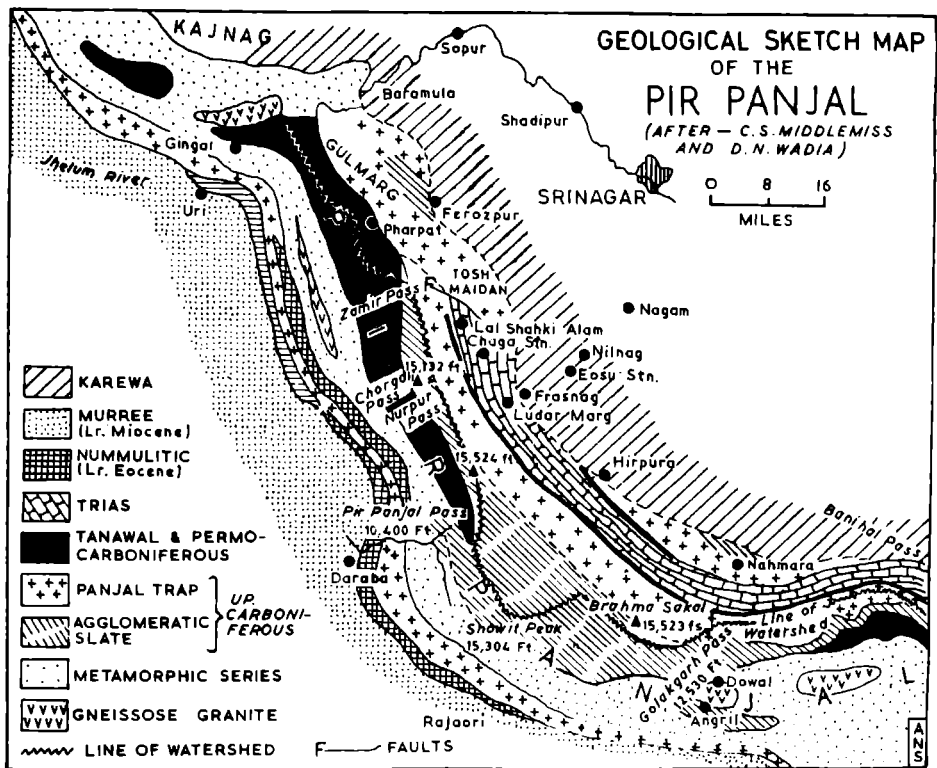 GEOLOGICAL SKETCH MAP
OF THE
PIR PANJAL
(AFTER — C.S. MIDDLEMISS
AND D.N. WADIA)
0 8 16
MILES
KAJNAG
Sopur
Baramula
Shadipur
SRINAGAR
Gingal
Jhelum River
Uri
GULMARG
Ferozpur
Pharpat
TOSH
MAIDAN
F
Zamir Pass
Nagam
Lal Shahki Alam
Chuga Stn.
Nilnag
Eosu Stn.
15,132 ft
Chorgali
Pass
Nurpur
Pass
Frasnag
Ludar Marg
15,524 ft
Hirpura
Pir Panjal Pass
10,400 Ft
Banihal Pass
Daraba
Nahmara
Brahma Sakal
15,523 fs
Line of
Watershed
Showit Peak
15,304 Ft
Golakgarh Pass
12,530 Ft
Dowal
Angril
Rajaori
P I R
P A N J A L
KAREWA
MURREE
(Lr. Miocene)
NUMMULITIC
(Lr. Eocene)
TRIAS
TANAWAL & PERMO-
CARBONIFEROUS
PANJAL TRAP
AGGLOMERATIC
SLATE
UP.
CARBONI-
FEROUS
METAMORPHIC SERIES
GNEISSOSE GRANITE
LINE OF WATERSHED
F FAULTS
ANS